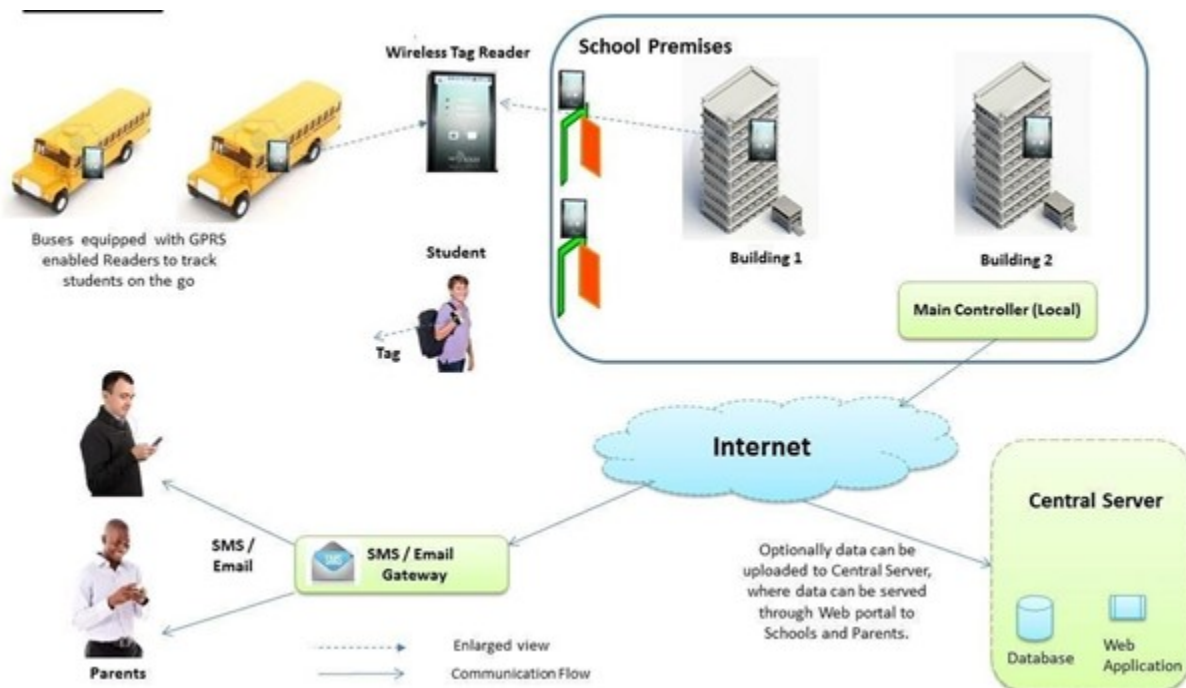 Wireless Tag Reader
School Premises
Buses equipped with GPRS
enabled Readers to track
students on the go
Student
Tag
Building 1
Building 2
Main Controller (Local)
Internet
Central Server
SMS /
Email
SMS
SMS / Email
Gateway
Optionally data can be
uploaded to Central Server,
where data can be served
through Web portal to
Schools and Parents.
Database
Web
Application
Parents
Enlarged view
Communication Flow